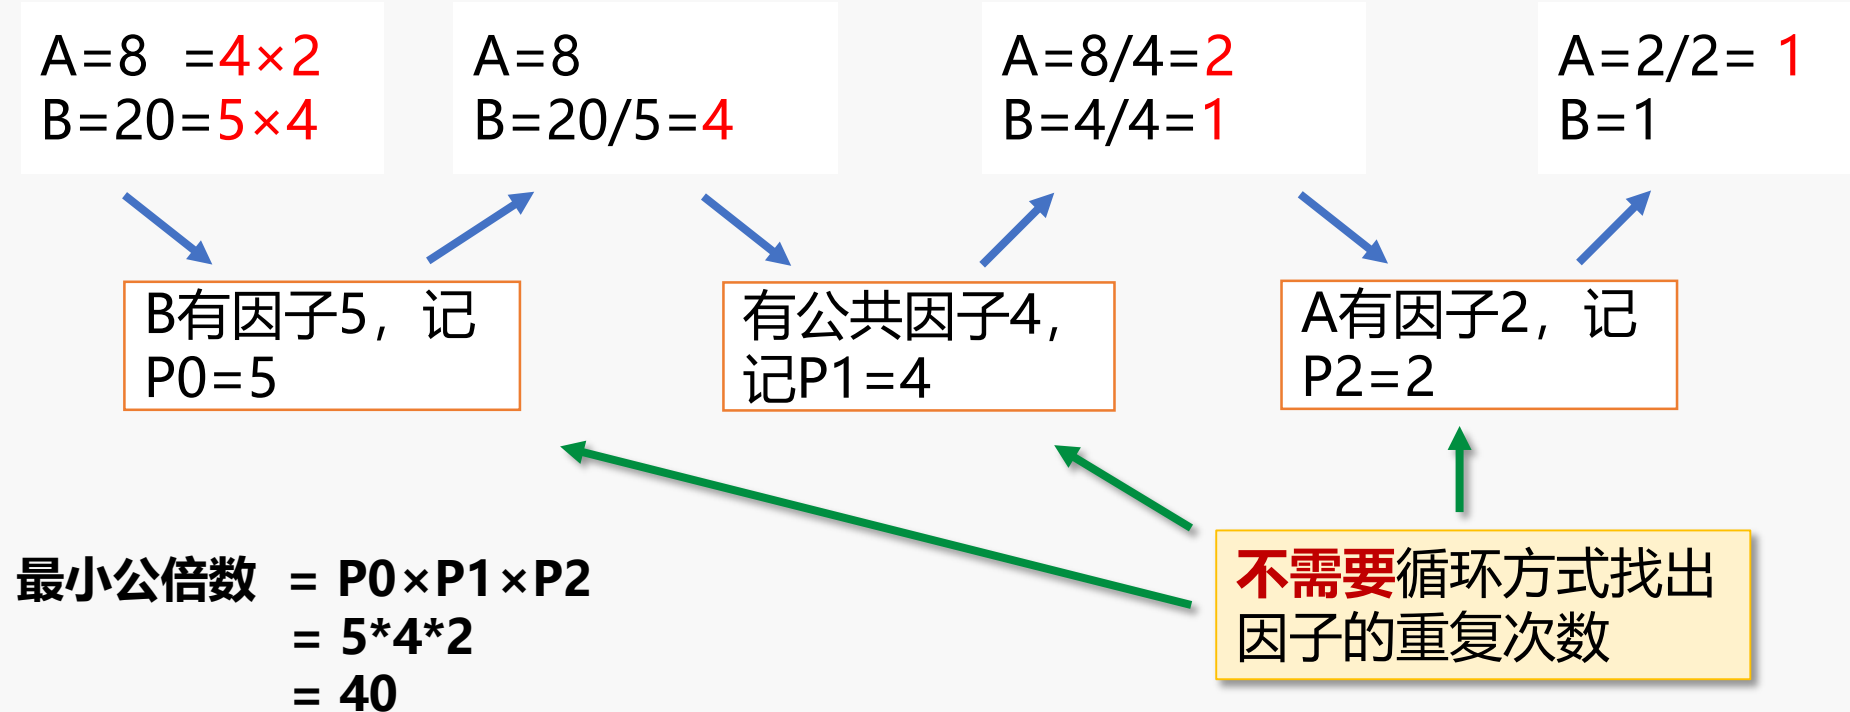 A=8 =4×2
B=20=5×4
A=8
B=20/5=4
A=8/4=2
B=4/4=1
A=2/2= 1
B=1
B有因子5，记
P0=5
有公共因子4，
记P1=4
A有因子2，记
P2=2
不需要循环方式找出
因子的重复次数
最小公倍数 = P0×P1×P2
= 5*4*2
= 40